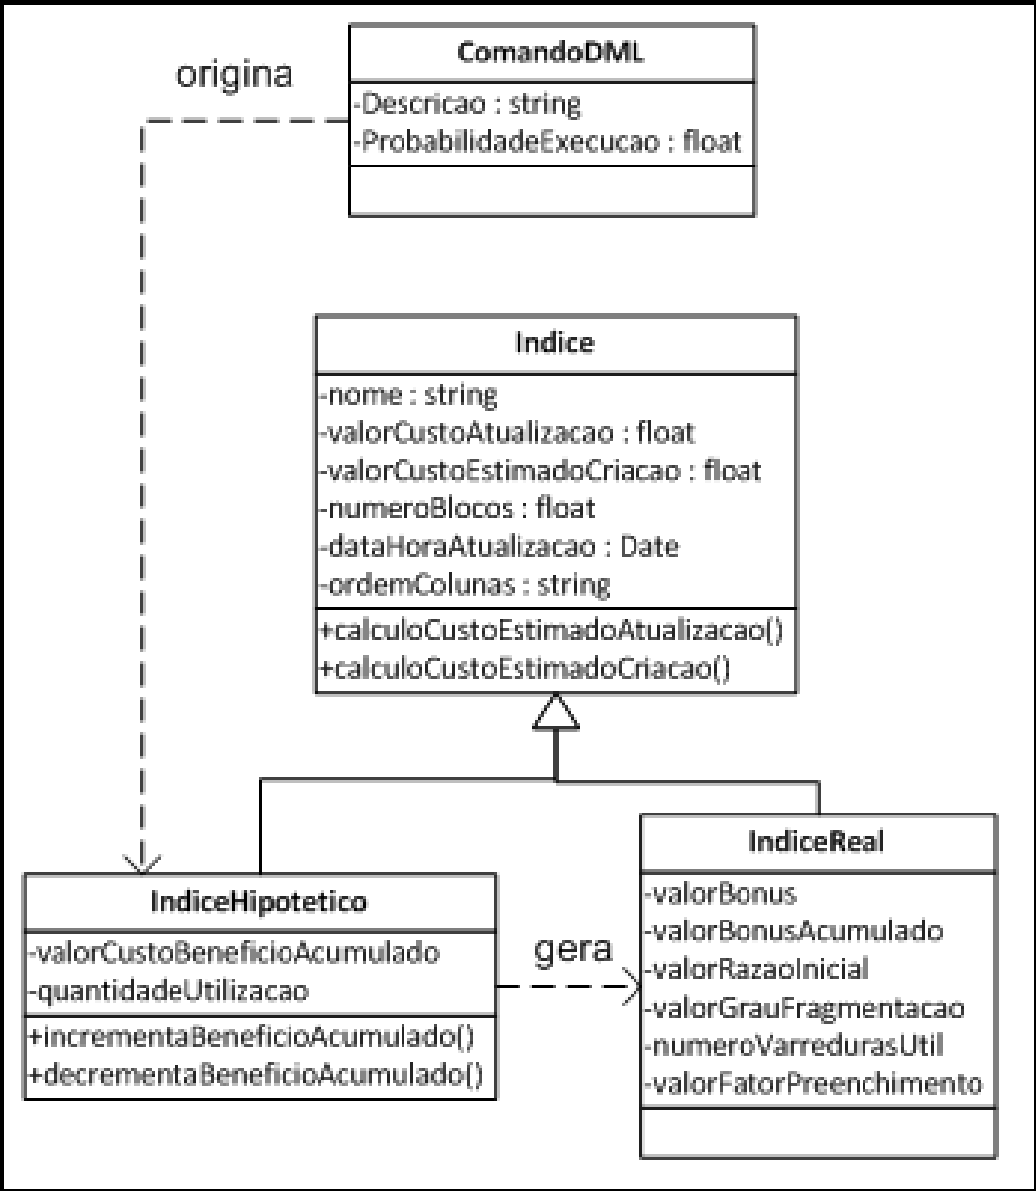 ComandoDML
origina
-Descricao : string
-ProbabilidadeExecucao : float
Indice
-nome : string
-valorCustoAtualizacao : float
-valorCustoEstimadoCriacao : float
-numeroBlocos : float
-dataHoraAtualizacao : Date
-ordemColunas : string
+calculoCustoEstimadoAtualizacao()
+calculoCustoEstimadoCriacao()
IndiceHipotetico
-valorCustoBeneficioAcumulado
-quantidadeUtilizacao
+incrementaBeneficioAcumulado()
+decrementaBeneficioAcumulado()
gera
IndiceReal
-valorBonus
-valorBonusAcumulado
-valorRazaoInicial
-valorGrauFragmentacao
-numeroVarredurasUtil
-valorFatorPreenchimento